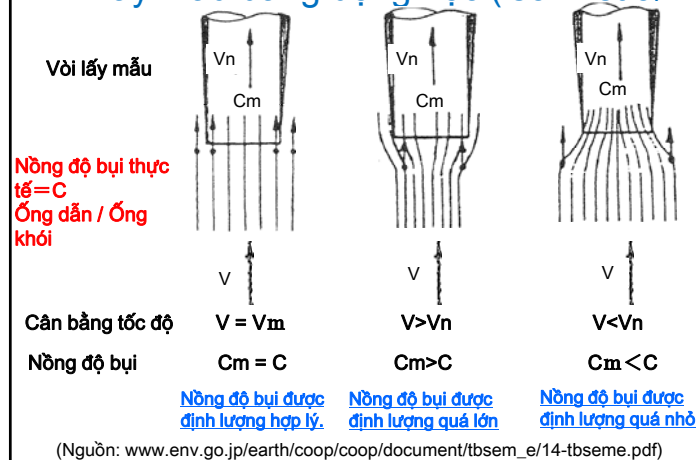 Vn
Vn
Vn
Vòi lấy mẫu
Cm
Cm
Cm
Nồng độ bụi thực
tế=C
Ống dẫn / Ống
khói
V
V
V
Cân bằng tốc độ V = Vm V>Vn V<Vn
Nồng độ bụi Cm = C Cm>C Cm<C
Nồng độ bụi được
định lượng hợp lý.
Nồng độ bụi được
định lượng quá lớn
Nồng độ bụi được
định lượng quá nhỏ
(Nguồn: www.env.go.jp/earth/coop/coop/document/tbsem_e/14-tbseme.pdf)